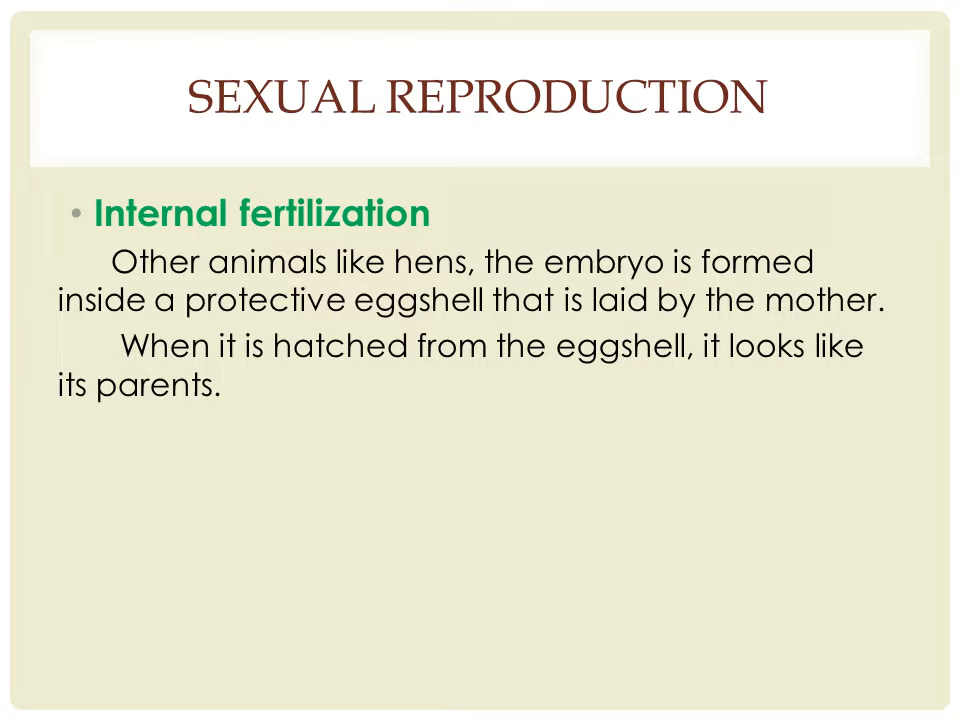 SEXUAL REPRODUCTION
• Internal fertilization
Other animals like hens, the embryo is formed
inside a protective eggshell that is laid by the mother.
When it is hatched from the eggshell, it looks like
its parents.